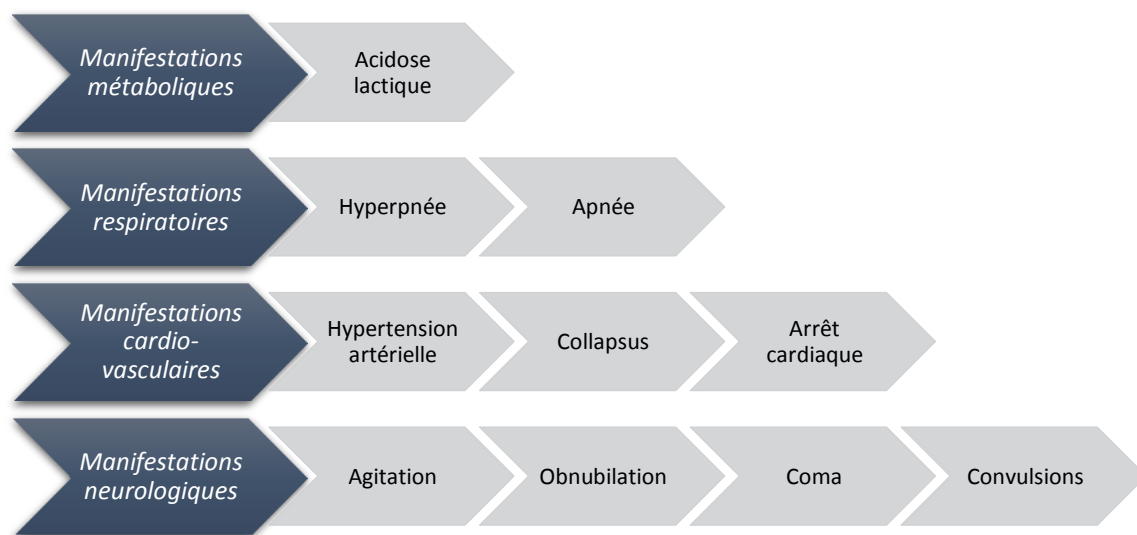 Manifestations
métaboliques
Acidose
lactique
Manifestations
respiratoires
Hyperpnée
Apnée
Manifestations
cardio-
vasculaires
Hypertension
artérielle
Collapsus
Arrêt
cardiaque
Manifestations
neurologiques
Agitation
Obnubilation
Coma
Convulsions